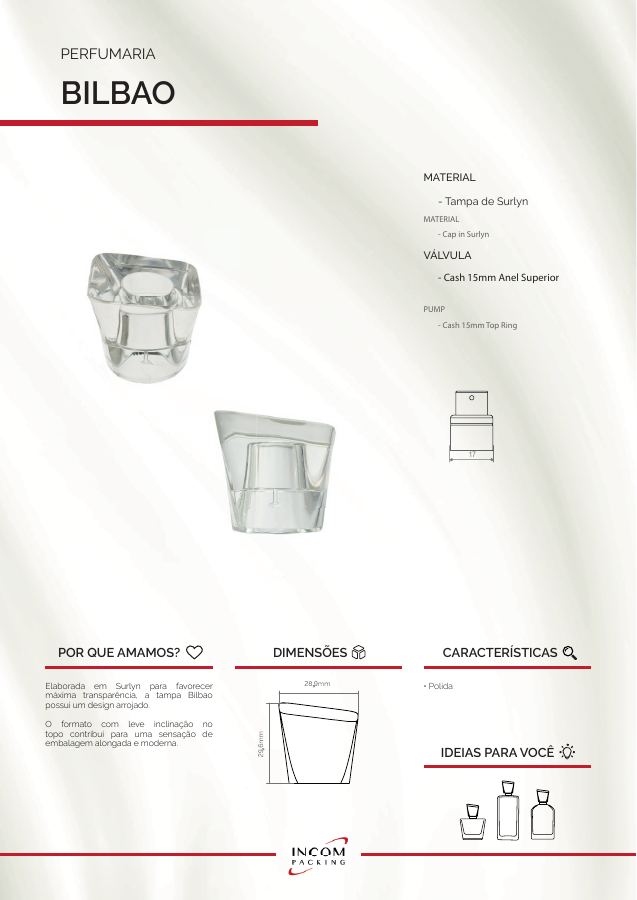 PERFUMARIA
BILBAO
MATERIAL
- Tampa de Surlyn
MATERIAL
- Cap in Surlyn
VÁLVULA
- Cash 15mm Anel Superior
PUMP
- Cash 15mm Top Ring
17
POR QUE AMAMOS?
Elaborada em Surlyn para favorecer
máxima transparência, a tampa Bilbao
possui um design arrojado.
O formato com leve inclinação no
topo contribui para uma sensação de
embalagem alongada e moderna.
DIMENSÕES
28,9mm
29,6mm
CARACTERÍSTICAS
• Polida
IDEIAS PARA VOCÊ
INCOM
PACKING